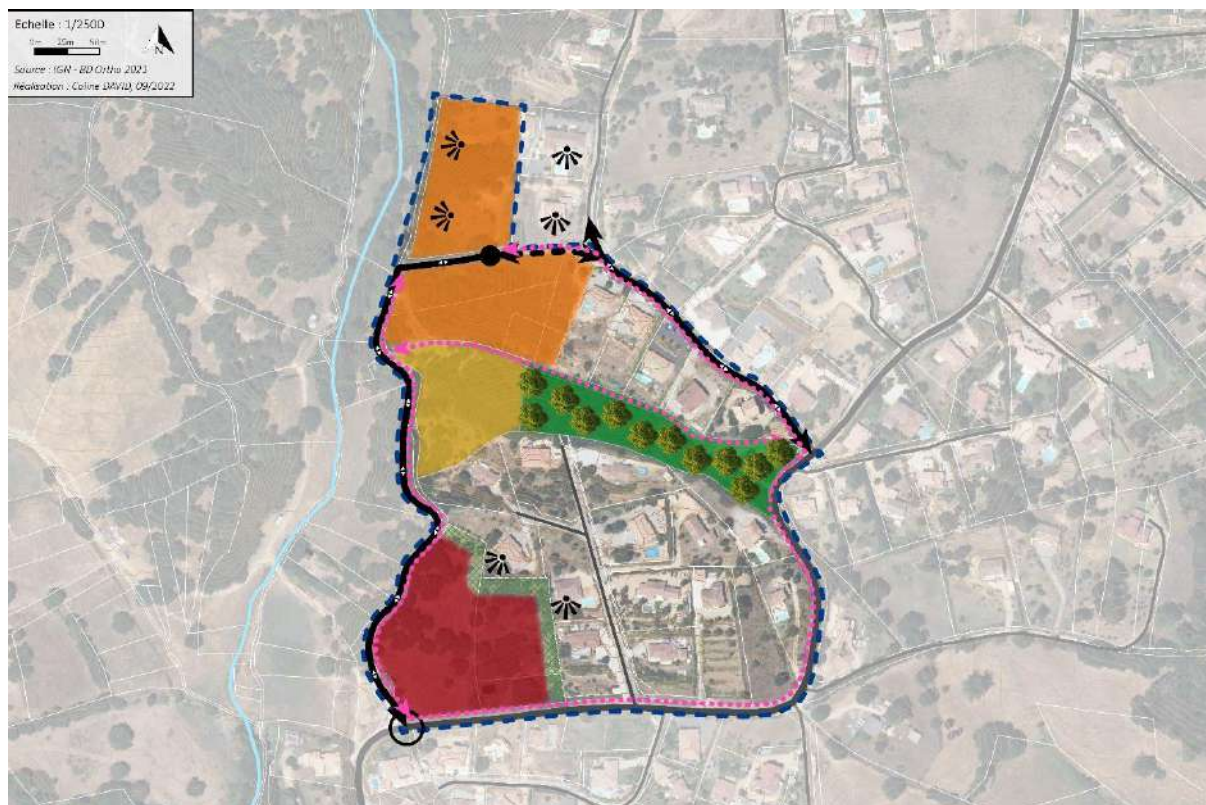 Echelle : 1/2500
0m 25m 50m
N
Source : IGN - BD Ortho 2021
Réalisation : Coline DAVID, 09/2022